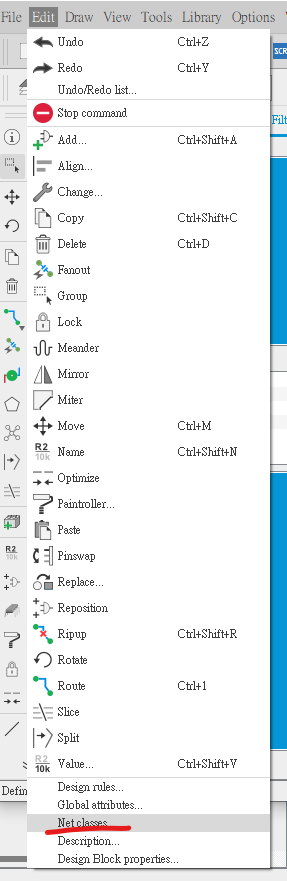 File Edit Draw View Tools Library Options
Undo Ctrl+Z
Redo Ctrl+Y
Undo/Redo list...
SCR
Stop command
Filt
Add... Ctrl+Shift+A
Align...
Change...
Copy Ctrl+Shift+C
Delete Ctrl+D
Fanout
Group
Lock
Meander
Mirror
Miter
Move Ctrl+M
R2 10k Name Ctrl+Shift+N
Optimize
Paintroller...
Paste
R2 10k
Pinswap
Replace...
Reposition
Ripup Ctrl+Shift+R
Rotate
Route Ctrl+1
Slice
Split
R2 10k Value... Ctrl+Shift+V
Design rules...
Defin
Global attributes...
Net classes...
Description...
Design Block properties...